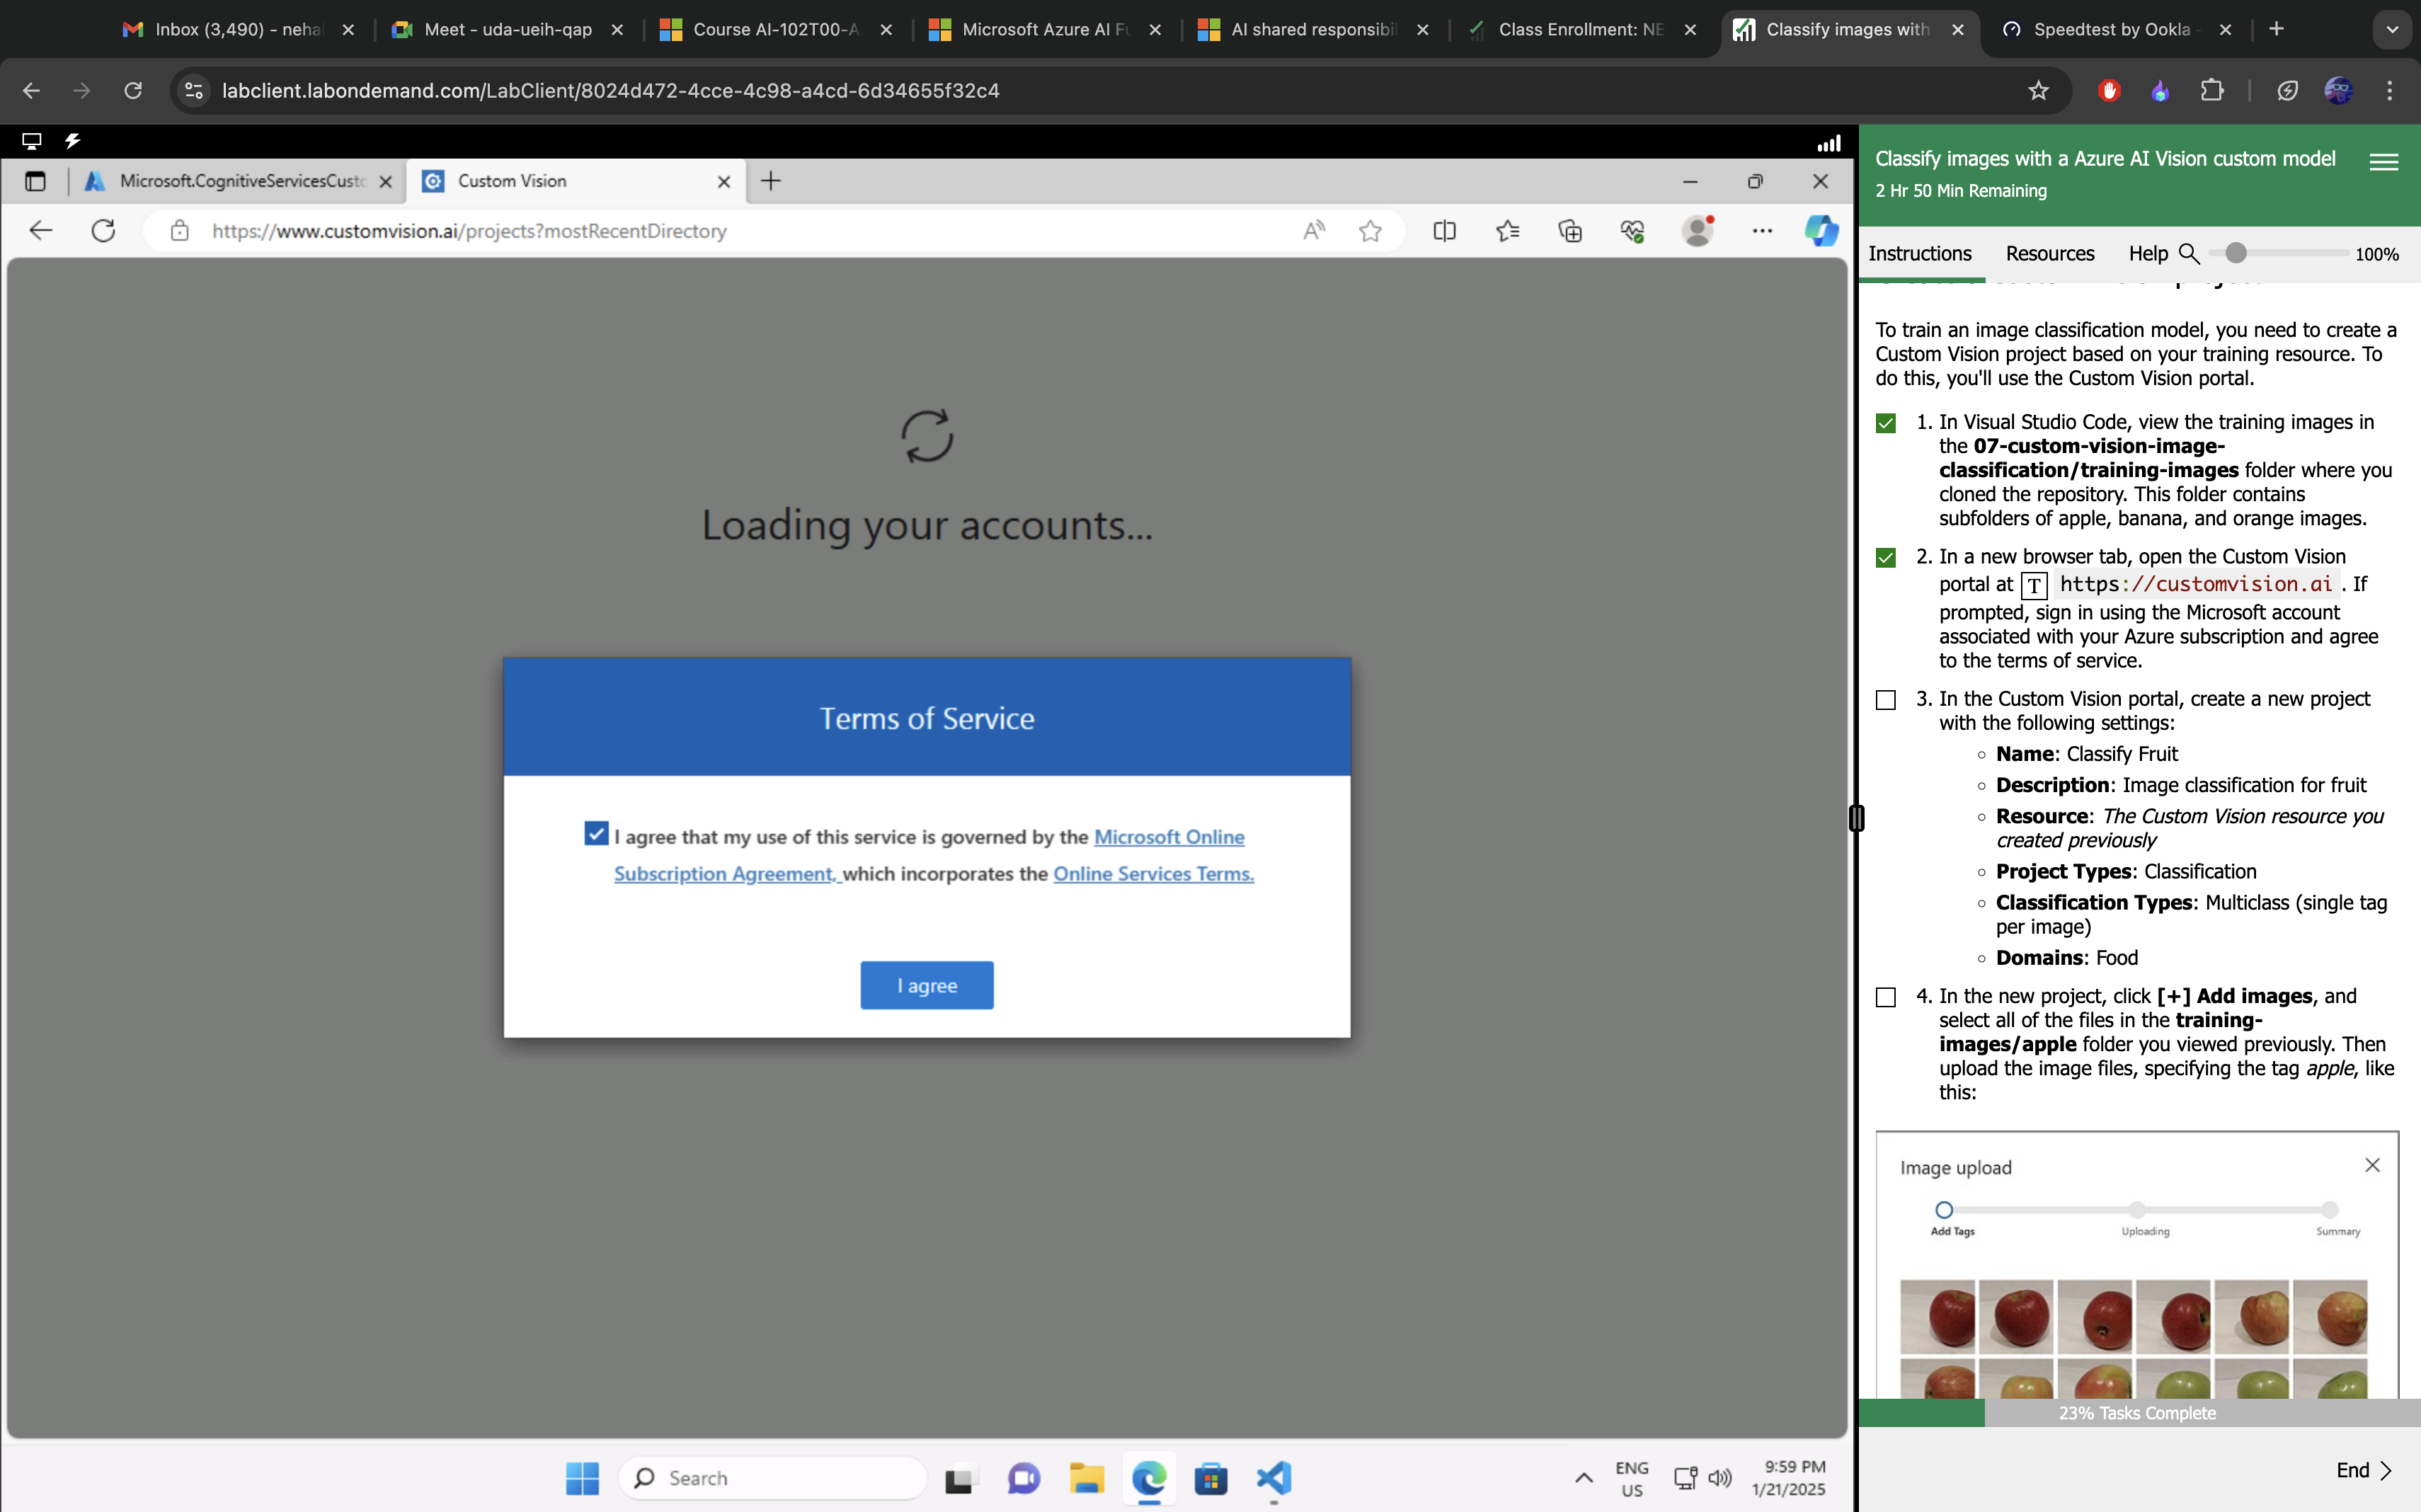 Inbox (3,490) - neha
Meet - uda-ueih-qap
Course AI-102T00-A
Microsoft Azure AI Fu
AI shared responsibil
Class Enrollment: NE
Classify images with
Speedtest by Ookla -
labclient.labondemand.com/LabClient/8024d472-4cce-4c98-a4cd-6d34655f32c4
Microsoft.CognitiveServicesCusto
Custom Vision
https://www.customvision.ai/projects?mostRecentDirectory
Loading your accounts...
Terms of Service
I agree that my use of this service is governed by the Microsoft Online
Subscription Agreement, which incorporates the Online Services Terms.
I agree
Search
ENG
US
9:59 PM
1/21/2025
Classify images with a Azure AI Vision custom model
2 Hr 50 Min Remaining
Instructions
Resources
Help
100%
To train an image classification model, you need to create a
Custom Vision project based on your training resource. To
do this, you'll use the Custom Vision portal.
1. In Visual Studio Code, view the training images in
the 07-custom-vision-image-
classification/training-images folder where you
cloned the repository. This folder contains
subfolders of apple, banana, and orange images.
2. In a new browser tab, open the Custom Vision
portal at T https://customvision.ai . If
prompted, sign in using the Microsoft account
associated with your Azure subscription and agree
to the terms of service.
3. In the Custom Vision portal, create a new project
with the following settings:
Name: Classify Fruit
Description: Image classification for fruit
Resource: The Custom Vision resource you
created previously
Project Types: Classification
Classification Types: Multiclass (single tag
per image)
Domains: Food
4. In the new project, click [+] Add images, and
select all of the files in the training-
images/apple folder you viewed previously. Then
upload the image files, specifying the tag apple, like
this:
Image upload
Add Tags
Uploading
Summary
23% Tasks Complete
End